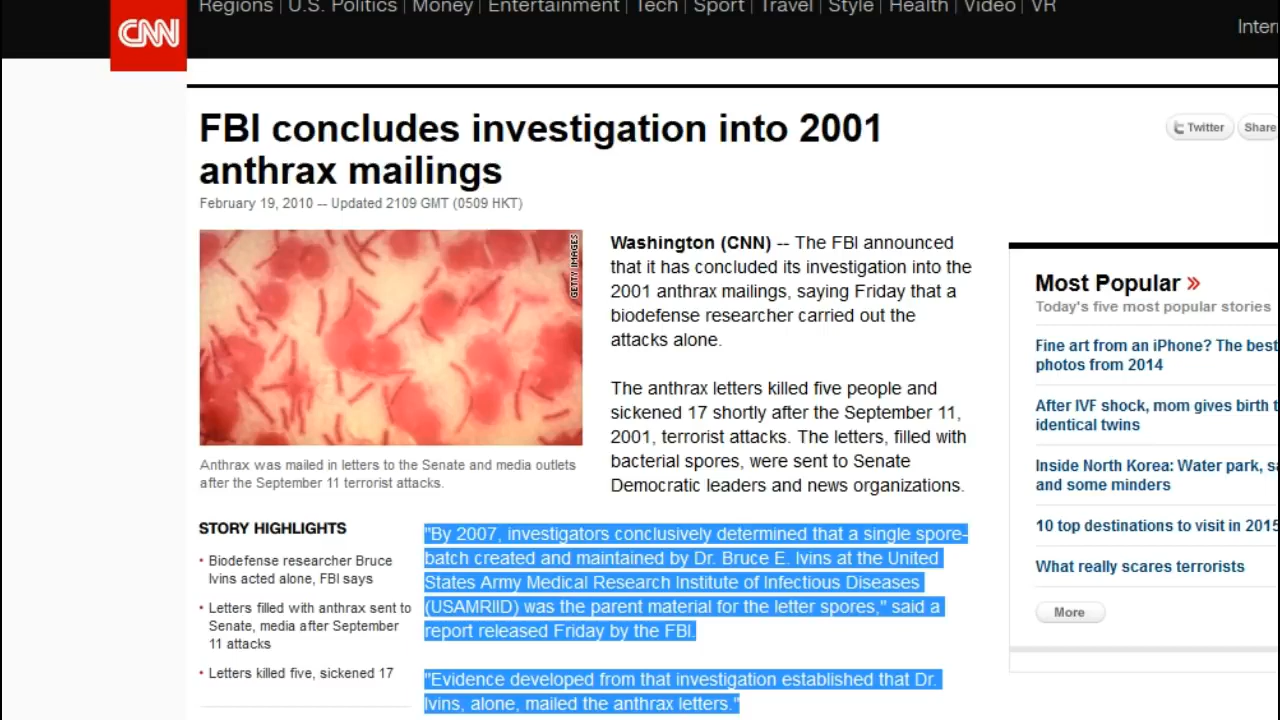 Regions | U.S. Politics | Money | Entertainment | Tech | Sport | Travel | Style | Health | Video | VR
CNN
FBI concludes investigation into 2001
anthrax mailings
February 19, 2010 -- Updated 2109 GMT (0509 HKT)
Twitter
Share
GETTY IMAGES
Anthrax was mailed in letters to the Senate and media outlets
after the September 11 terrorist attacks.
Washington (CNN) -- The FBI announced
that it has concluded its investigation into the
2001 anthrax mailings, saying Friday that a
biodefense researcher carried out the
attacks alone.
The anthrax letters killed five people and
sickened 17 shortly after the September 11,
2001, terrorist attacks. The letters, filled with
bacterial spores, were sent to Senate
Democratic leaders and news organizations.
STORY HIGHLIGHTS
• Biodefense researcher Bruce
Ivins acted alone, FBI says
• Letters filled with anthrax sent to
Senate, media after September
11 attacks
• Letters killed five, sickened 17
"By 2007, investigators conclusively determined that a single spore-
batch created and maintained by Dr. Bruce E. Ivins at the United
States Army Medical Research Institute of Infectious Diseases
(USAMRIID) was the parent material for the letter spores," said a
report released Friday by the FBI.
"Evidence developed from that investigation established that Dr.
Ivins, alone, mailed the anthrax letters."
Most Popular »
Today's five most popular stories
Fine art from an iPhone? The best
photos from 2014
After IVF shock, mom gives birth
identical twins
Inside North Korea: Water park,
and some minders
10 top destinations to visit in 2015
What really scares terrorists
More